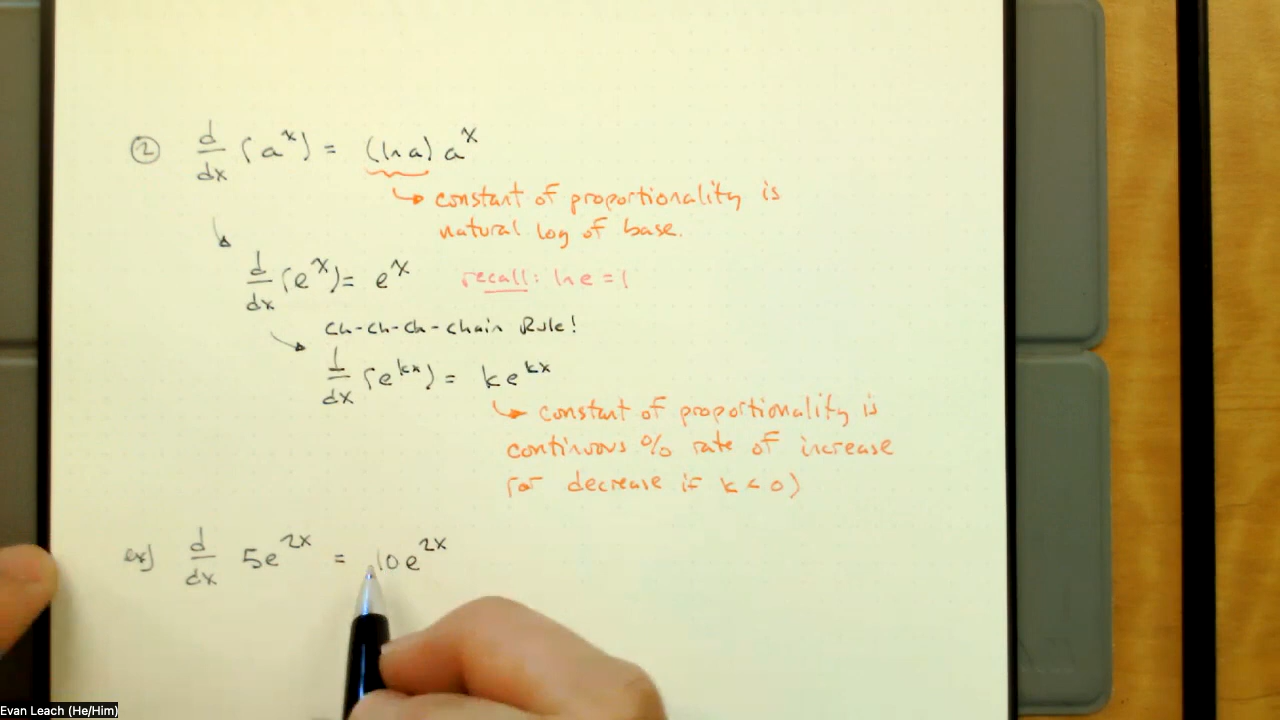 ② d/dx (a^x) = (ln a) a^x
↳ constant of proportionality is
natural log of base.
d/dx (e^x) = e^x recall: ln e = 1
Ch-Ch-Ch-Chain Rule!
d/dx (e^kx) = k e^kx
↳ constant of proportionality is
continuous % rate of increase
(or decrease if k < 0)
ex) d/dx 5e^2x = 10e^2x
Evan Leach (He/Him)